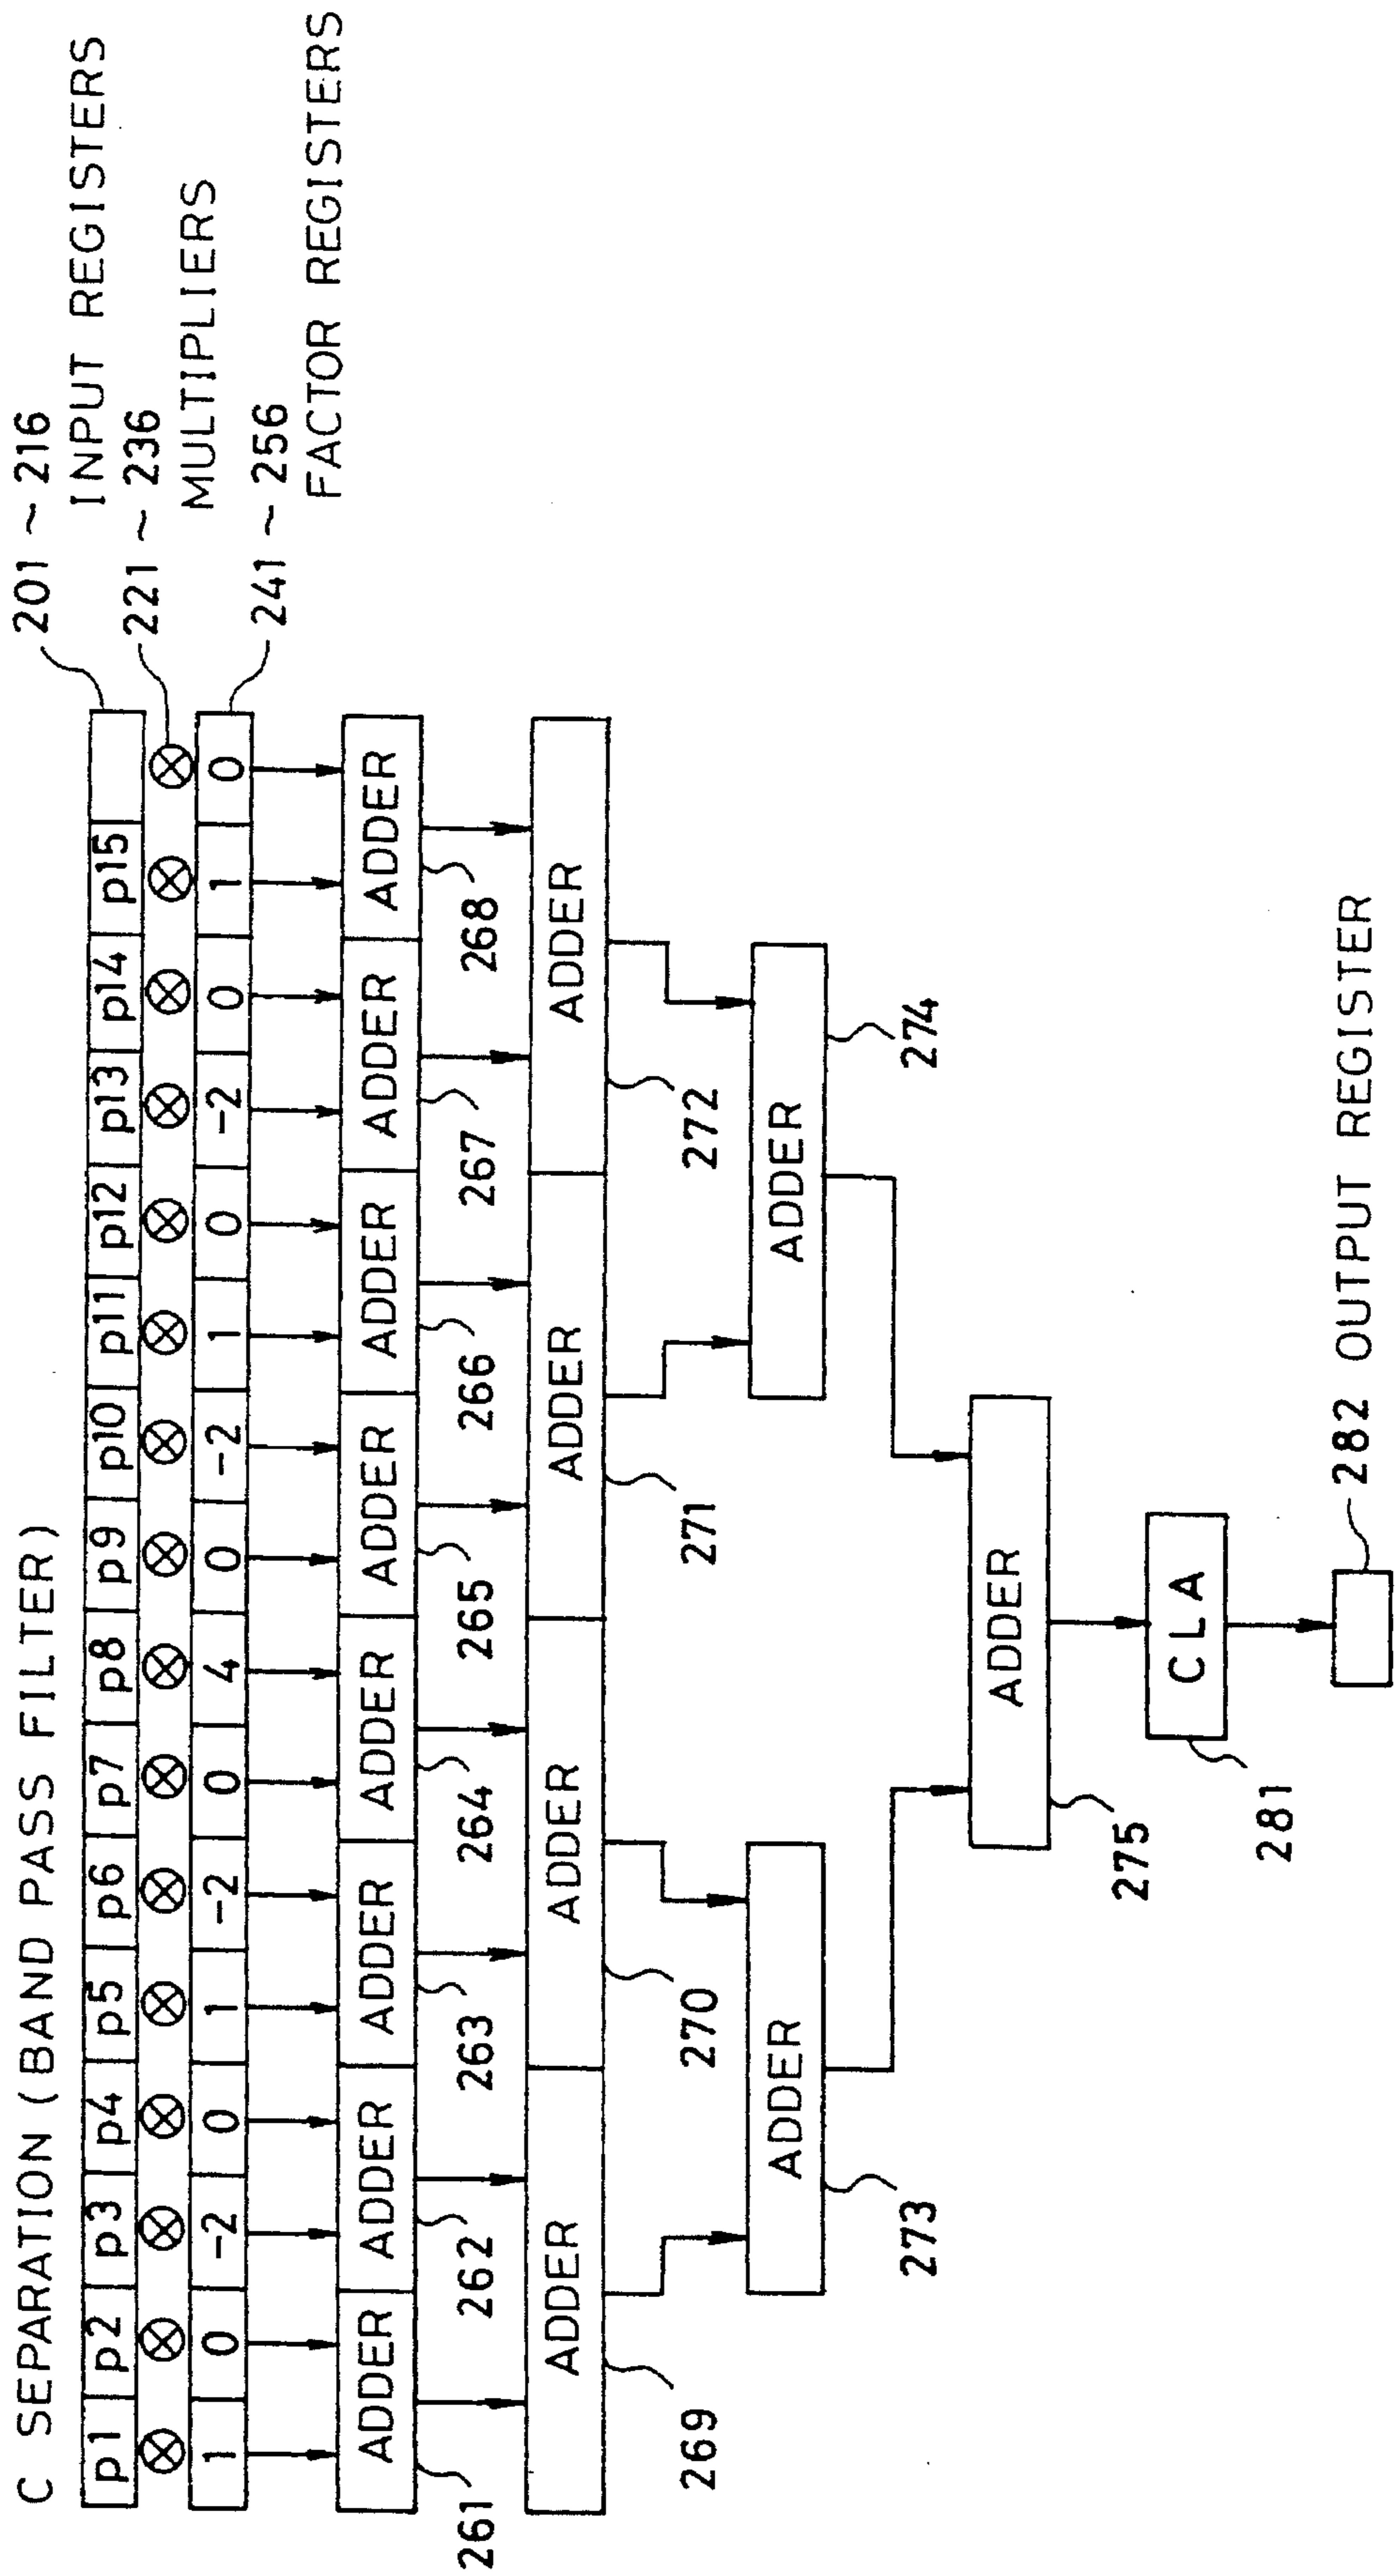 C SEPARATION (BAND PASS FILTER)
201 ~ 216
INPUT REGISTERS
221 ~ 236
MULTIPLIERS
241 ~ 256
FACTOR REGISTERS
p1 p2 p3 p4 p5 p6 p7 p8 p9 p10 p11 p12 p13 p14 p15
1 0 -2 0 1 -2 0 4 0 -2 1 0 -2 0 1 0
ADDER ADDER ADDER ADDER ADDER ADDER ADDER ADDER
261 262 263 264 265 266 267 268
ADDER ADDER ADDER ADDER
269 270 271 272
ADDER ADDER
273 274
ADDER
275
CLA
281
282 OUTPUT REGISTER